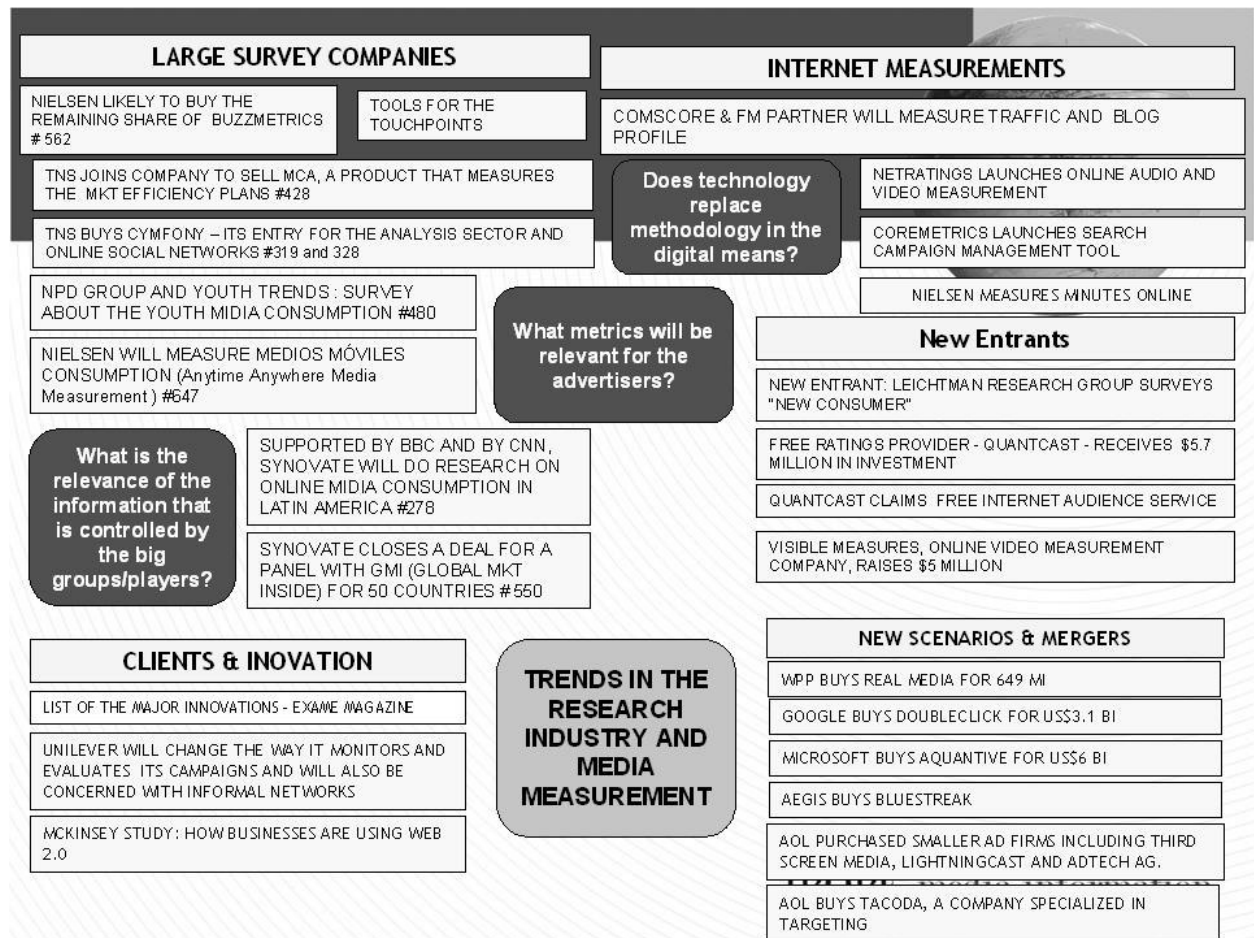 LARGE SURVEY COMPANIES
NIELSEN LIKELY TO BUY THE
REMAINING SHARE OF BUZZMETRICS
# 562
TOOLS FOR THE
TOUCHPOINTS
TNS JOINS COMPANY TO SELL MCA, A PRODUCT THAT MEASURES
THE MKT EFFICIENCY PLANS #428
TNS BUYS CYMFONY – ITS ENTRY FOR THE ANALYSIS SECTOR AND
ONLINE SOCIAL NETWORKS #319 and 328
NPD GROUP AND YOUTH TRENDS : SURVEY
ABOUT THE YOUTH MIDIA CONSUMPTION #480
NIELSEN WILL MEASURE MEDIOS MÓVILES
CONSUMPTION (Anytime Anywhere Media
Measurement ) #647
What is the
relevance of the
information that
is controlled by
the big
groups/players?
SUPPORTED BY BBC AND BY CNN,
SYNOVATE WILL DO RESEARCH ON
ONLINE MIDIA CONSUMPTION IN
LATIN AMERICA #278
SYNOVATE CLOSES A DEAL FOR A
PANEL WITH GMI (GLOBAL MKT
INSIDE) FOR 50 COUNTRIES #550
INTERNET MEASUREMENTS
COMSCORE & FM PARTNER WILL MEASURE TRAFFIC AND BLOG
PROFILE
Does technology
replace
methodology in the
digital means?
NETRATINGS LAUNCHES ONLINE AUDIO AND
VIDEO MEASUREMENT
COREMETRICS LAUNCHES SEARCH
CAMPAIGN MANAGEMENT TOOL
NIELSEN MEASURES MINUTES ONLINE
What metrics will be
relevant for the
advertisers?
New Entrants
NEW ENTRANT: LEICHTMAN RESEARCH GROUP SURVEYS
"NEW CONSUMER"
FREE RATINGS PROVIDER - QUANTCAST - RECEIVES $5.7
MILLION IN INVESTMENT
QUANTCAST CLAIMS FREE INTERNET AUDIENCE SERVICE
VISIBLE MEASURES, ONLINE VIDEO MEASUREMENT
COMPANY, RAISES $5 MILLION
CLIENTS & INOVATION
LIST OF THE MAJOR INNOVATIONS - EXAME MAGAZINE
UNILEVER WILL CHANGE THE WAY IT MONITORS AND
EVALUATES ITS CAMPAIGNS AND WILL ALSO BE
CONCERNED WITH INFORMAL NETWORKS
MCKINSEY STUDY: HOW BUSINESSES ARE USING WEB
2.0
TRENDS IN THE
RESEARCH
INDUSTRY AND
MEDIA
MEASUREMENT
NEW SCENARIOS & MERGERS
WPP BUYS REAL MEDIA FOR 649 MI
GOOGLE BUYS DOUBLECLICK FOR US$3.1 BI
MICROSOFT BUYS AQUANTIVE FOR US$6 BI
AEGIS BUYS BLUESTREAK
AOL PURCHASED SMALLER AD FIRMS INCLUDING THIRD
SCREEN MEDIA, LIGHTNINGCAST AND ADTECH AG.
media information
AOL BUYS TACODA, A COMPANY SPECIALIZED IN
TARGETING